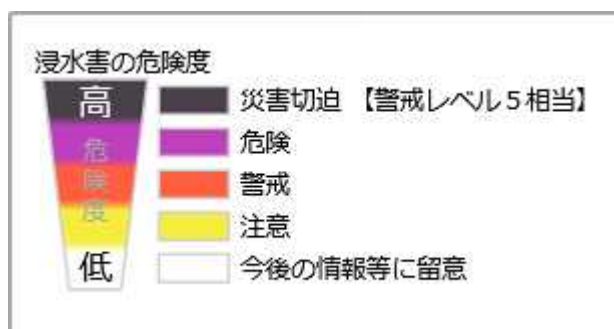 浸水害の危険度
高
危険度
低
災害切迫 【警戒レベル５相当】
危険
警戒
注意
今後の情報等に留意